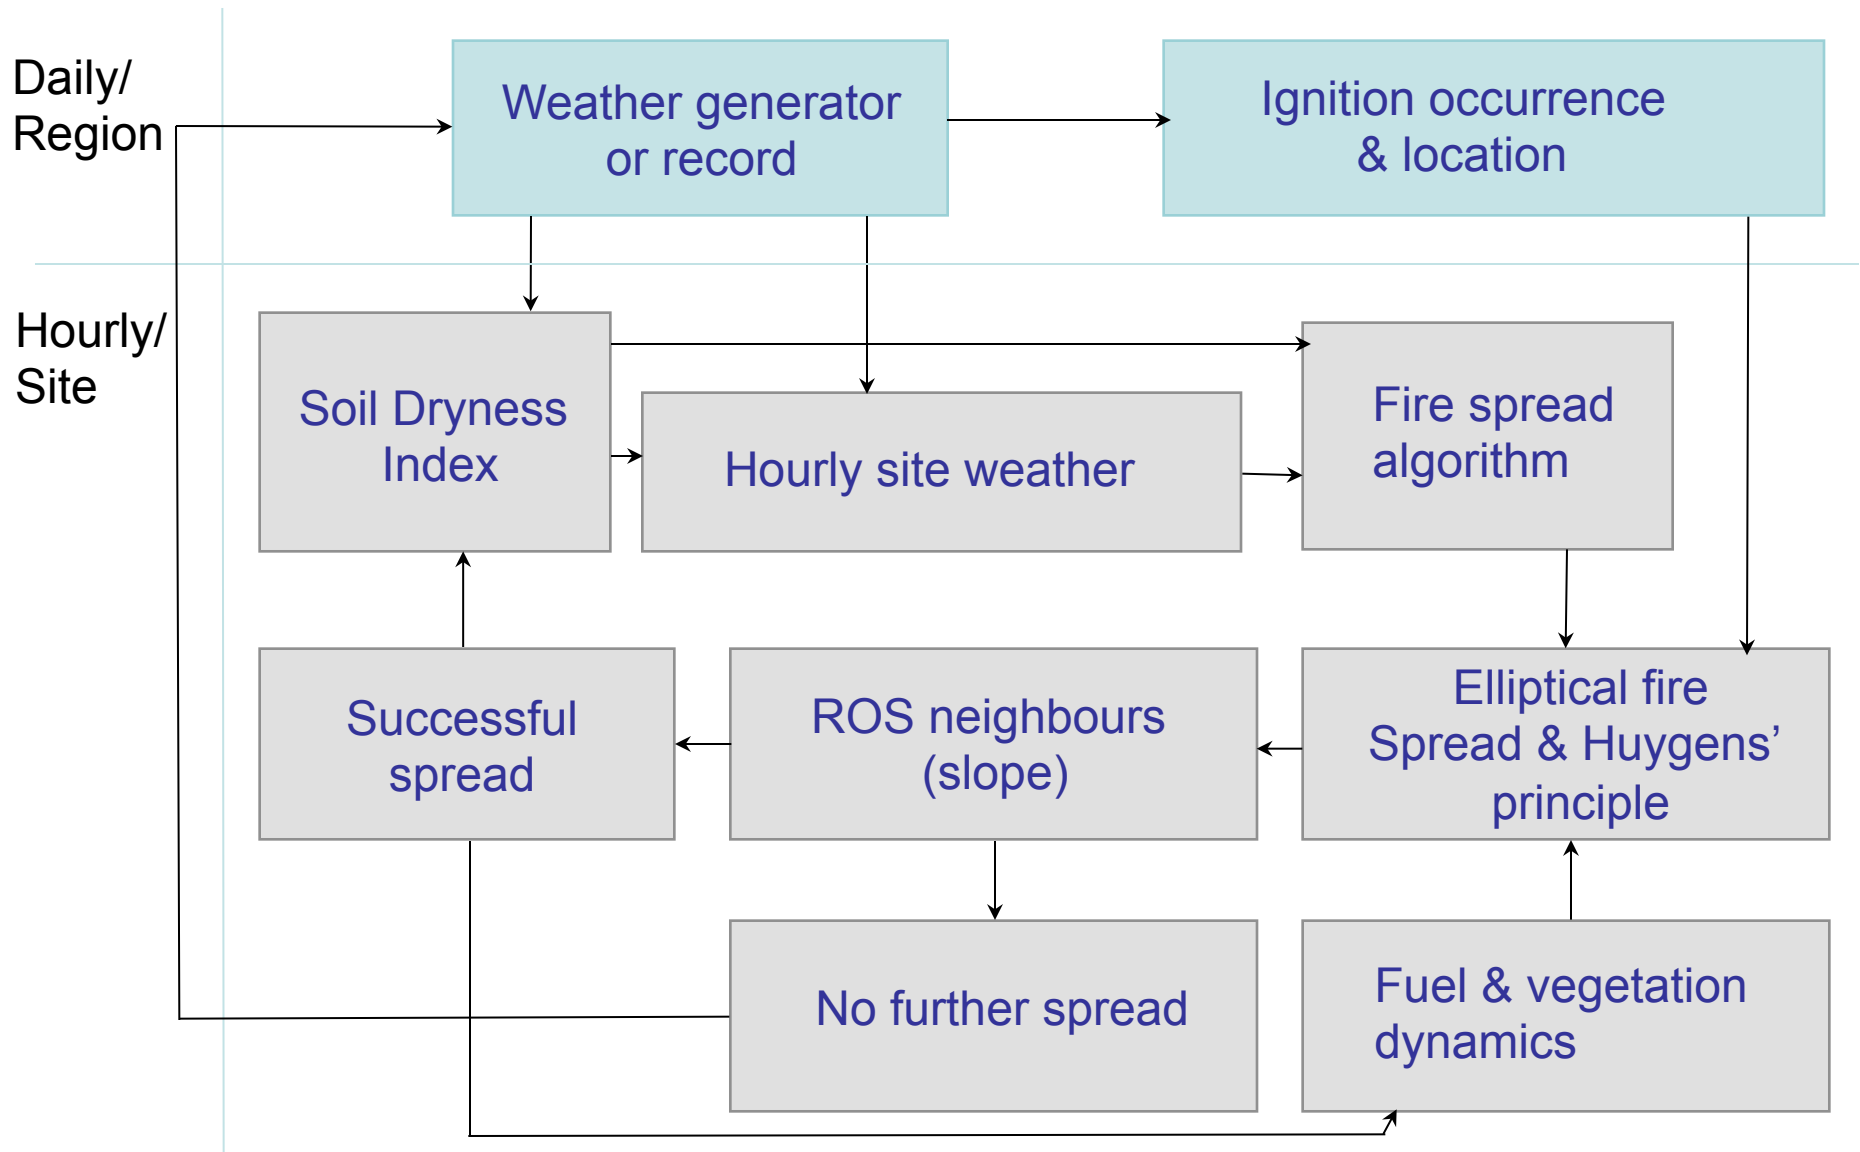 Daily/
Region
Weather generator
or record
Ignition occurrence
& location
Hourly/
Site
Soil Dryness
Index
Hourly site weather
Fire spread
algorithm
Successful
spread
ROS neighbours
(slope)
Elliptical fire
Spread & Huygens’
principle
No further spread
Fuel & vegetation
dynamics